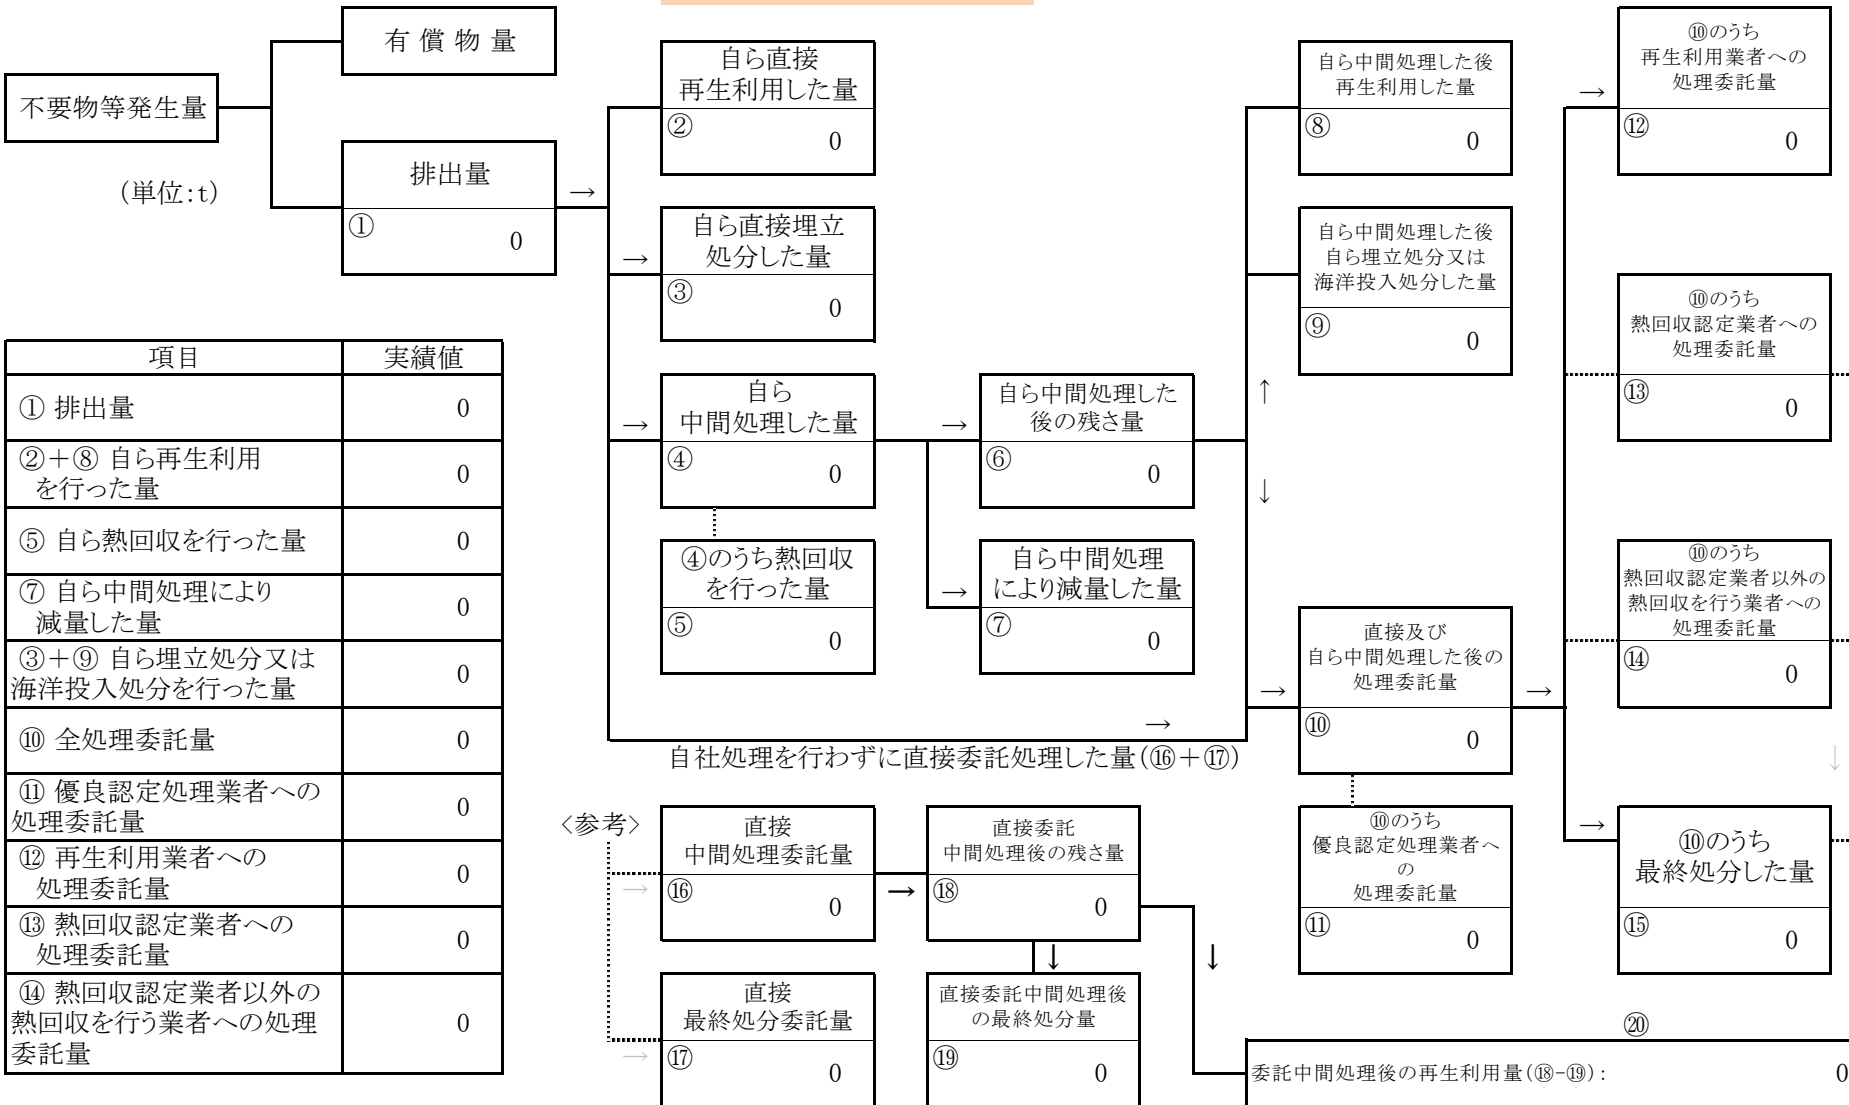 有 償 物 量
不要物等発生量
排出量
①
0
(単位:t)
→
自ら直接
再生利用した量
②
0
→
自ら直接埋立
処分した量
③
0
→
自ら
中間処理した量
④
0
④のうち熱回収
を行った量
⑤
0
→
自ら中間処理した
後の残さ量
⑥
0
→
自ら中間処理
により減量した量
⑦
0
↑
↓
自ら中間処理した後
再生利用した量
⑧
0
自ら中間処理した後
自ら埋立処分又は
海洋投入処分した量
⑨
0
→
自社処理を行わずに直接委託処理した量(⑯+⑰)
→
直接及び
自ら中間処理した後の
処理委託量
⑩
0
⑩のうち
優良認定処理業者へ
の
処理委託量
⑪
0
→
→
⑩のうち
再生利用業者への
処理委託量
⑫
0
⑩のうち
熱回収認定業者への
処理委託量
⑬
0
⑩のうち
熱回収認定業者以外の
熱回収を行う業者への
処理委託量
⑭
0
↓
→
⑩のうち
最終処分した量
⑮
0
項目 実績値
① 排出量 0
②+⑧ 自ら再生利用
を行った量 0
⑤ 自ら熱回収を行った量 0
⑦ 自ら中間処理により
減量した量 0
③+⑨ 自ら埋立処分又は
海洋投入処分を行った量 0
⑩ 全処理委託量 0
⑪ 優良認定処理業者への
処理委託量 0
⑫ 再生利用業者への
処理委託量 0
⑬ 熱回収認定業者への
処理委託量 0
⑭ 熱回収認定業者以外の
熱回収を行う業者への処理
委託量 0
<参考>
→
直接
中間処理委託量
⑯
0
→
直接委託
中間処理後の残さ量
⑱
0
↓
↓
→
直接
最終処分委託量
⑰
0
直接委託中間処理後
の最終処分量
⑲
0
⑳
委託中間処理後の再生利用量(⑱-⑲): 0